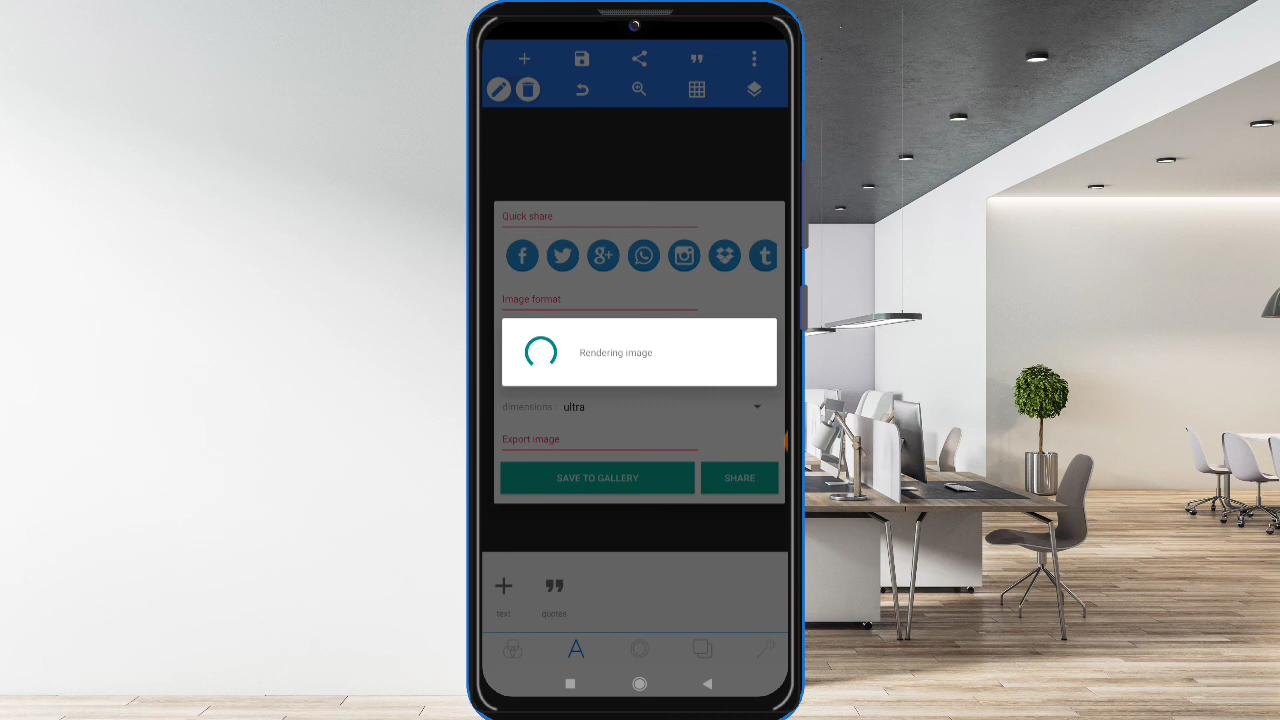 Quick share
Image format
Rendering image
dimensions : ultra
Export image
SAVE TO GALLERY
SHARE
text
quotes